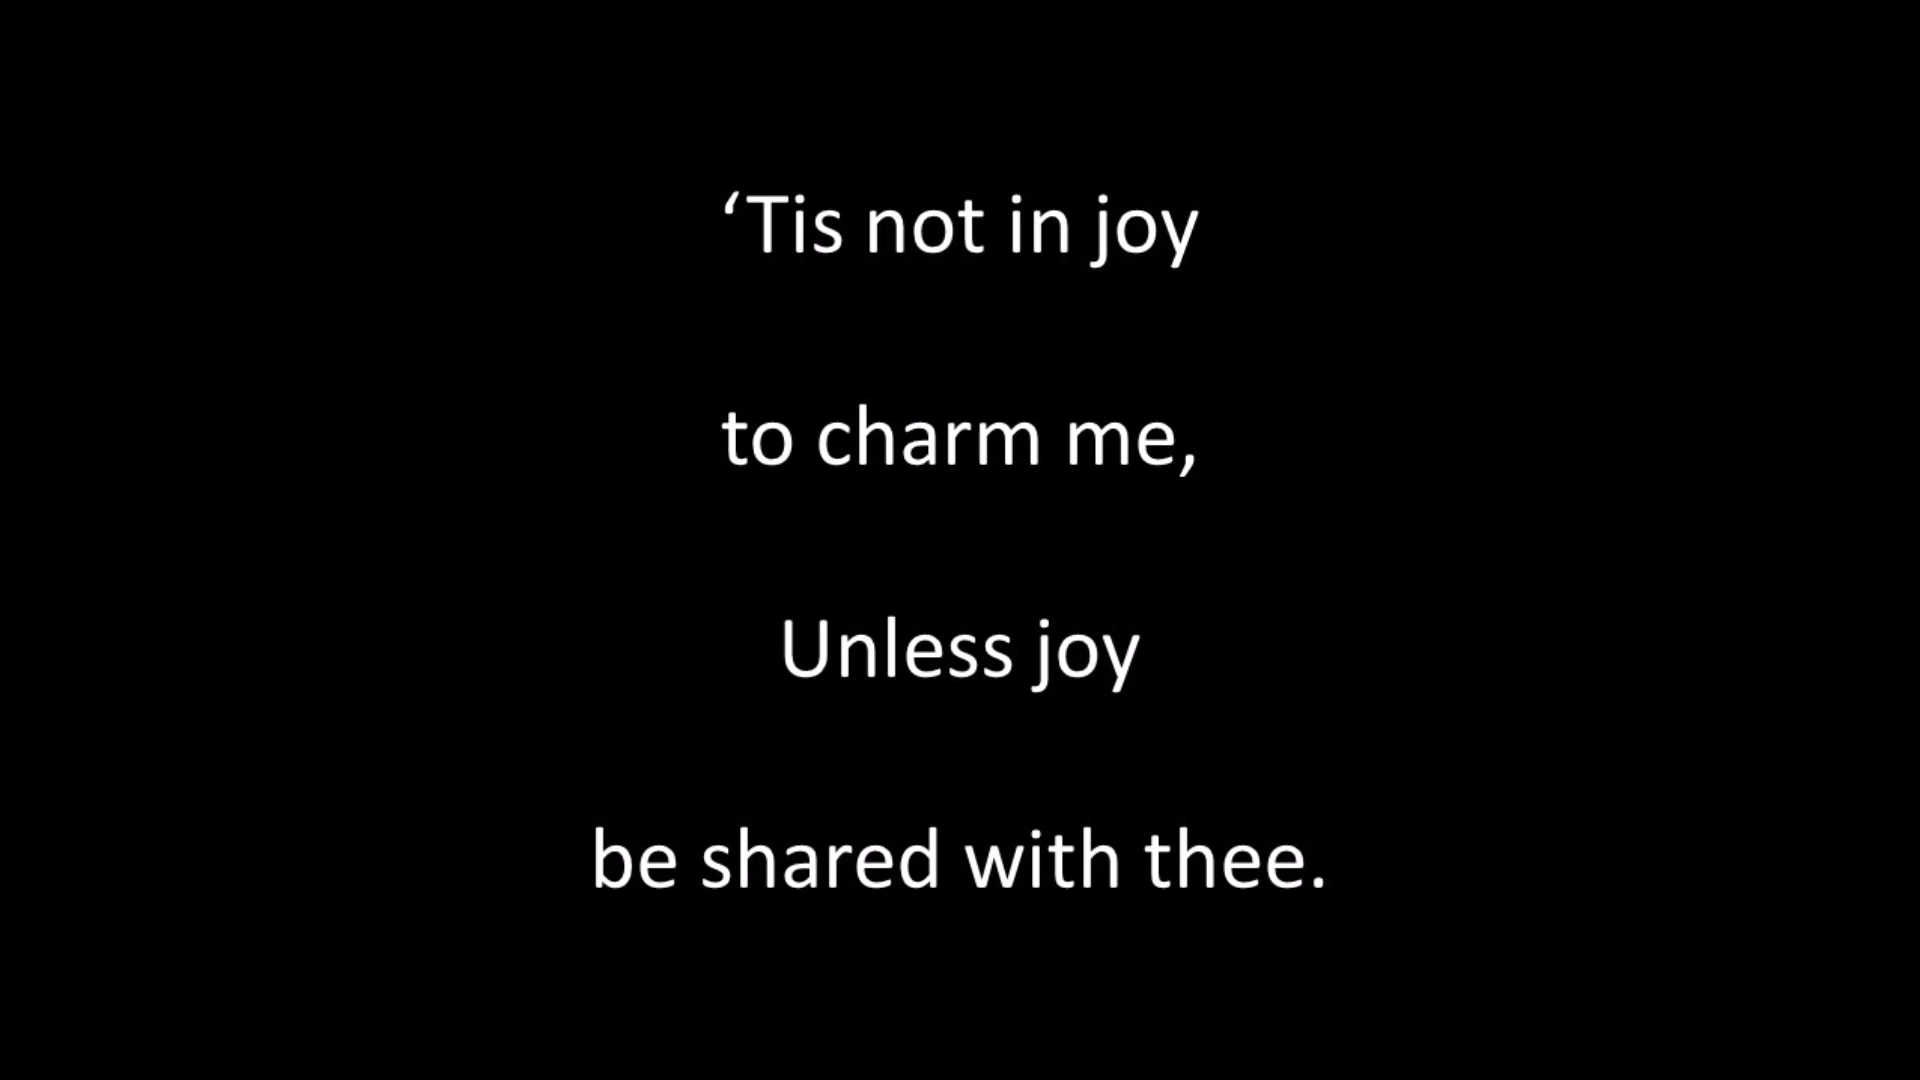 ‘Tis not in joy
to charm me,
Unless joy
be shared with thee.